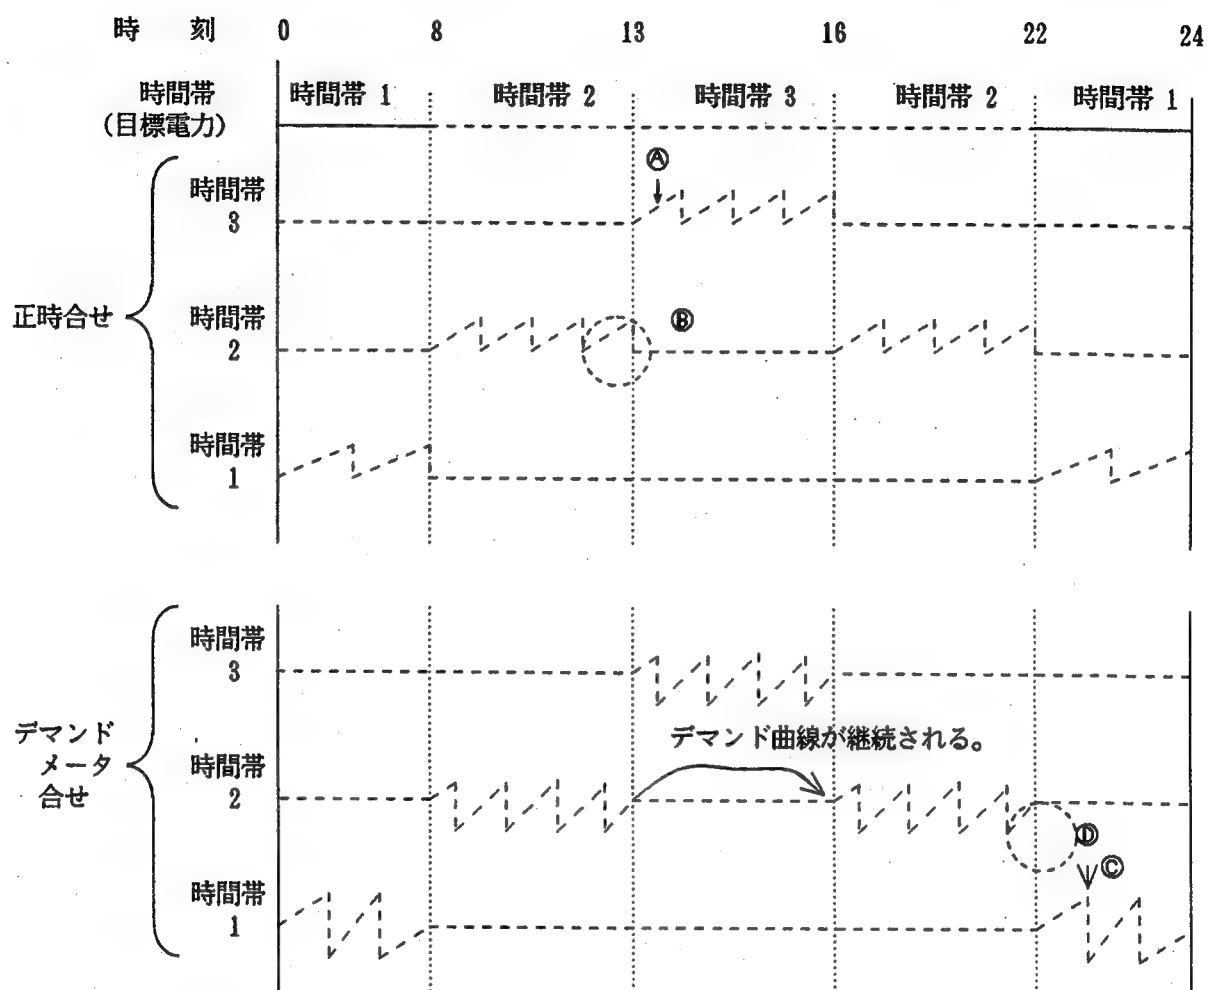 時 刻 0 8 13 16 22 24
時間帯 時間帯 1 時間帯 2 時間帯 3 時間帯 2 時間帯 1
(目標電力)
Ⓐ
時間帯
3
正時合せ
時間帯
2
Ⓑ
時間帯
1
時間帯
3
デマンド
メータ
合せ
デマンド曲線が継続される。
時間帯
2
Ⓓ
Ⓒ
時間帯
1